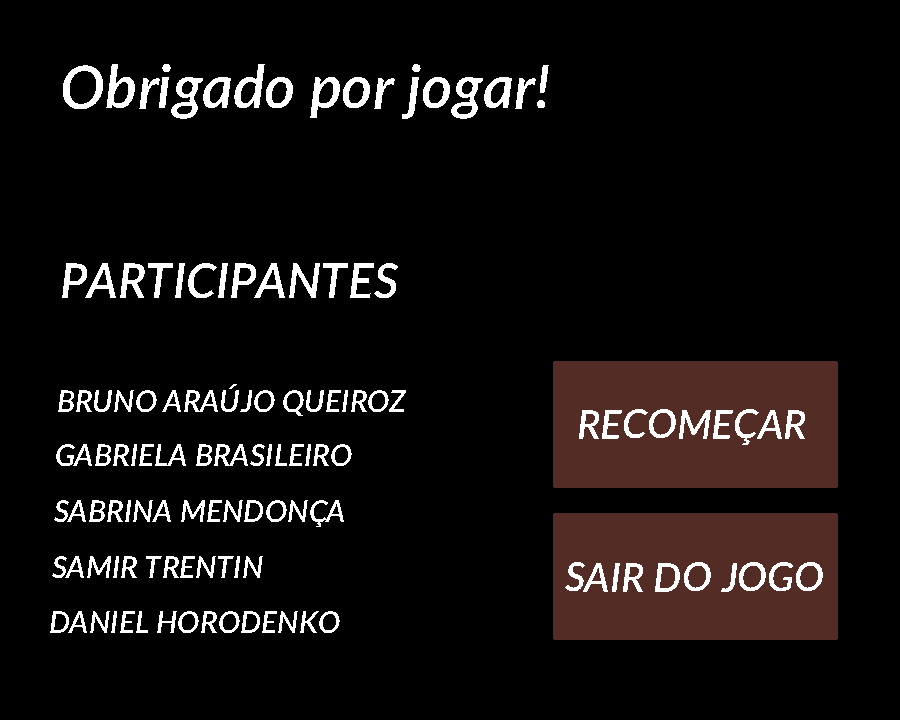 Obrigado por jogar!
PARTICIPANTES
BRUNO ARAÚJO QUEIROZ
GABRIELA BRASILEIRO
SABRINA MENDONÇA
SAMIR TRENTIN
DANIEL HORODENKO
RECOMEÇAR
SAIR DO JOGO